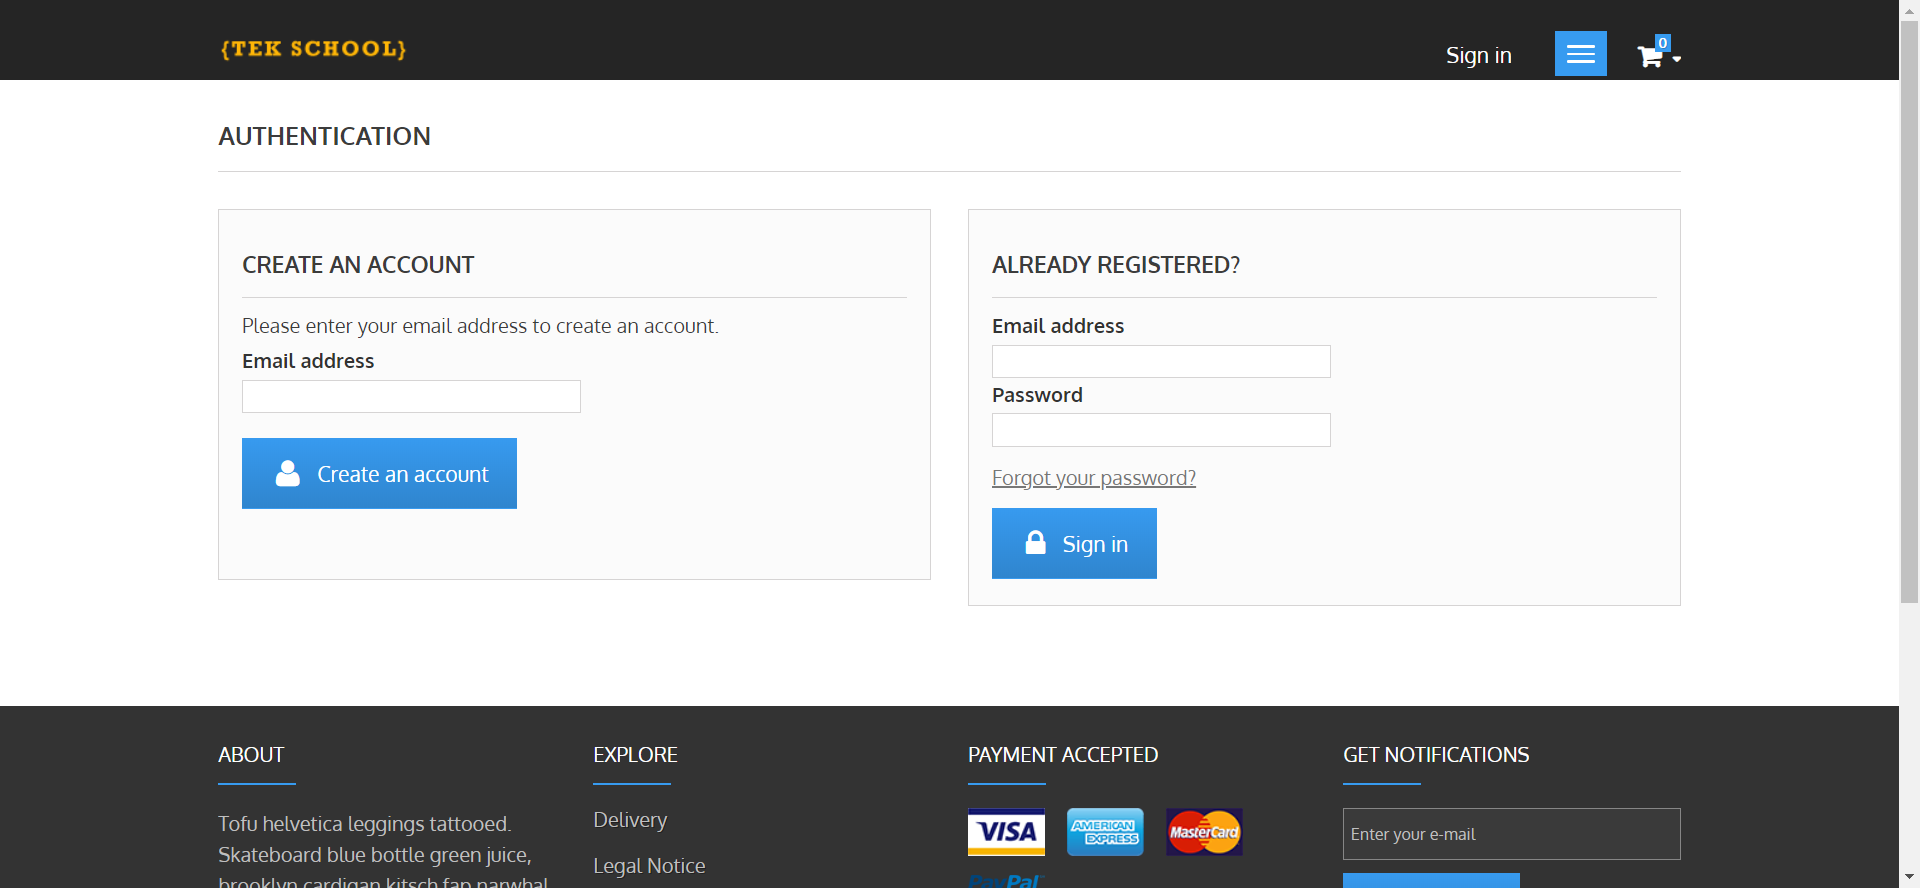 {TEK SCHOOL}
Sign in
0
AUTHENTICATION
CREATE AN ACCOUNT
Please enter your email address to create an account.
Email address
Create an account
ALREADY REGISTERED?
Email address
Password
Forgot your password?
Sign in
ABOUT
Tofu helvetica leggings tattooed.
Skateboard blue bottle green juice,
brooklyn cardigan kitsch fap narwhal
EXPLORE
Delivery
Legal Notice
PAYMENT ACCEPTED
VISA
AMERICAN EXPRESS
MasterCard
PayPal
GET NOTIFICATIONS
Enter your e-mail